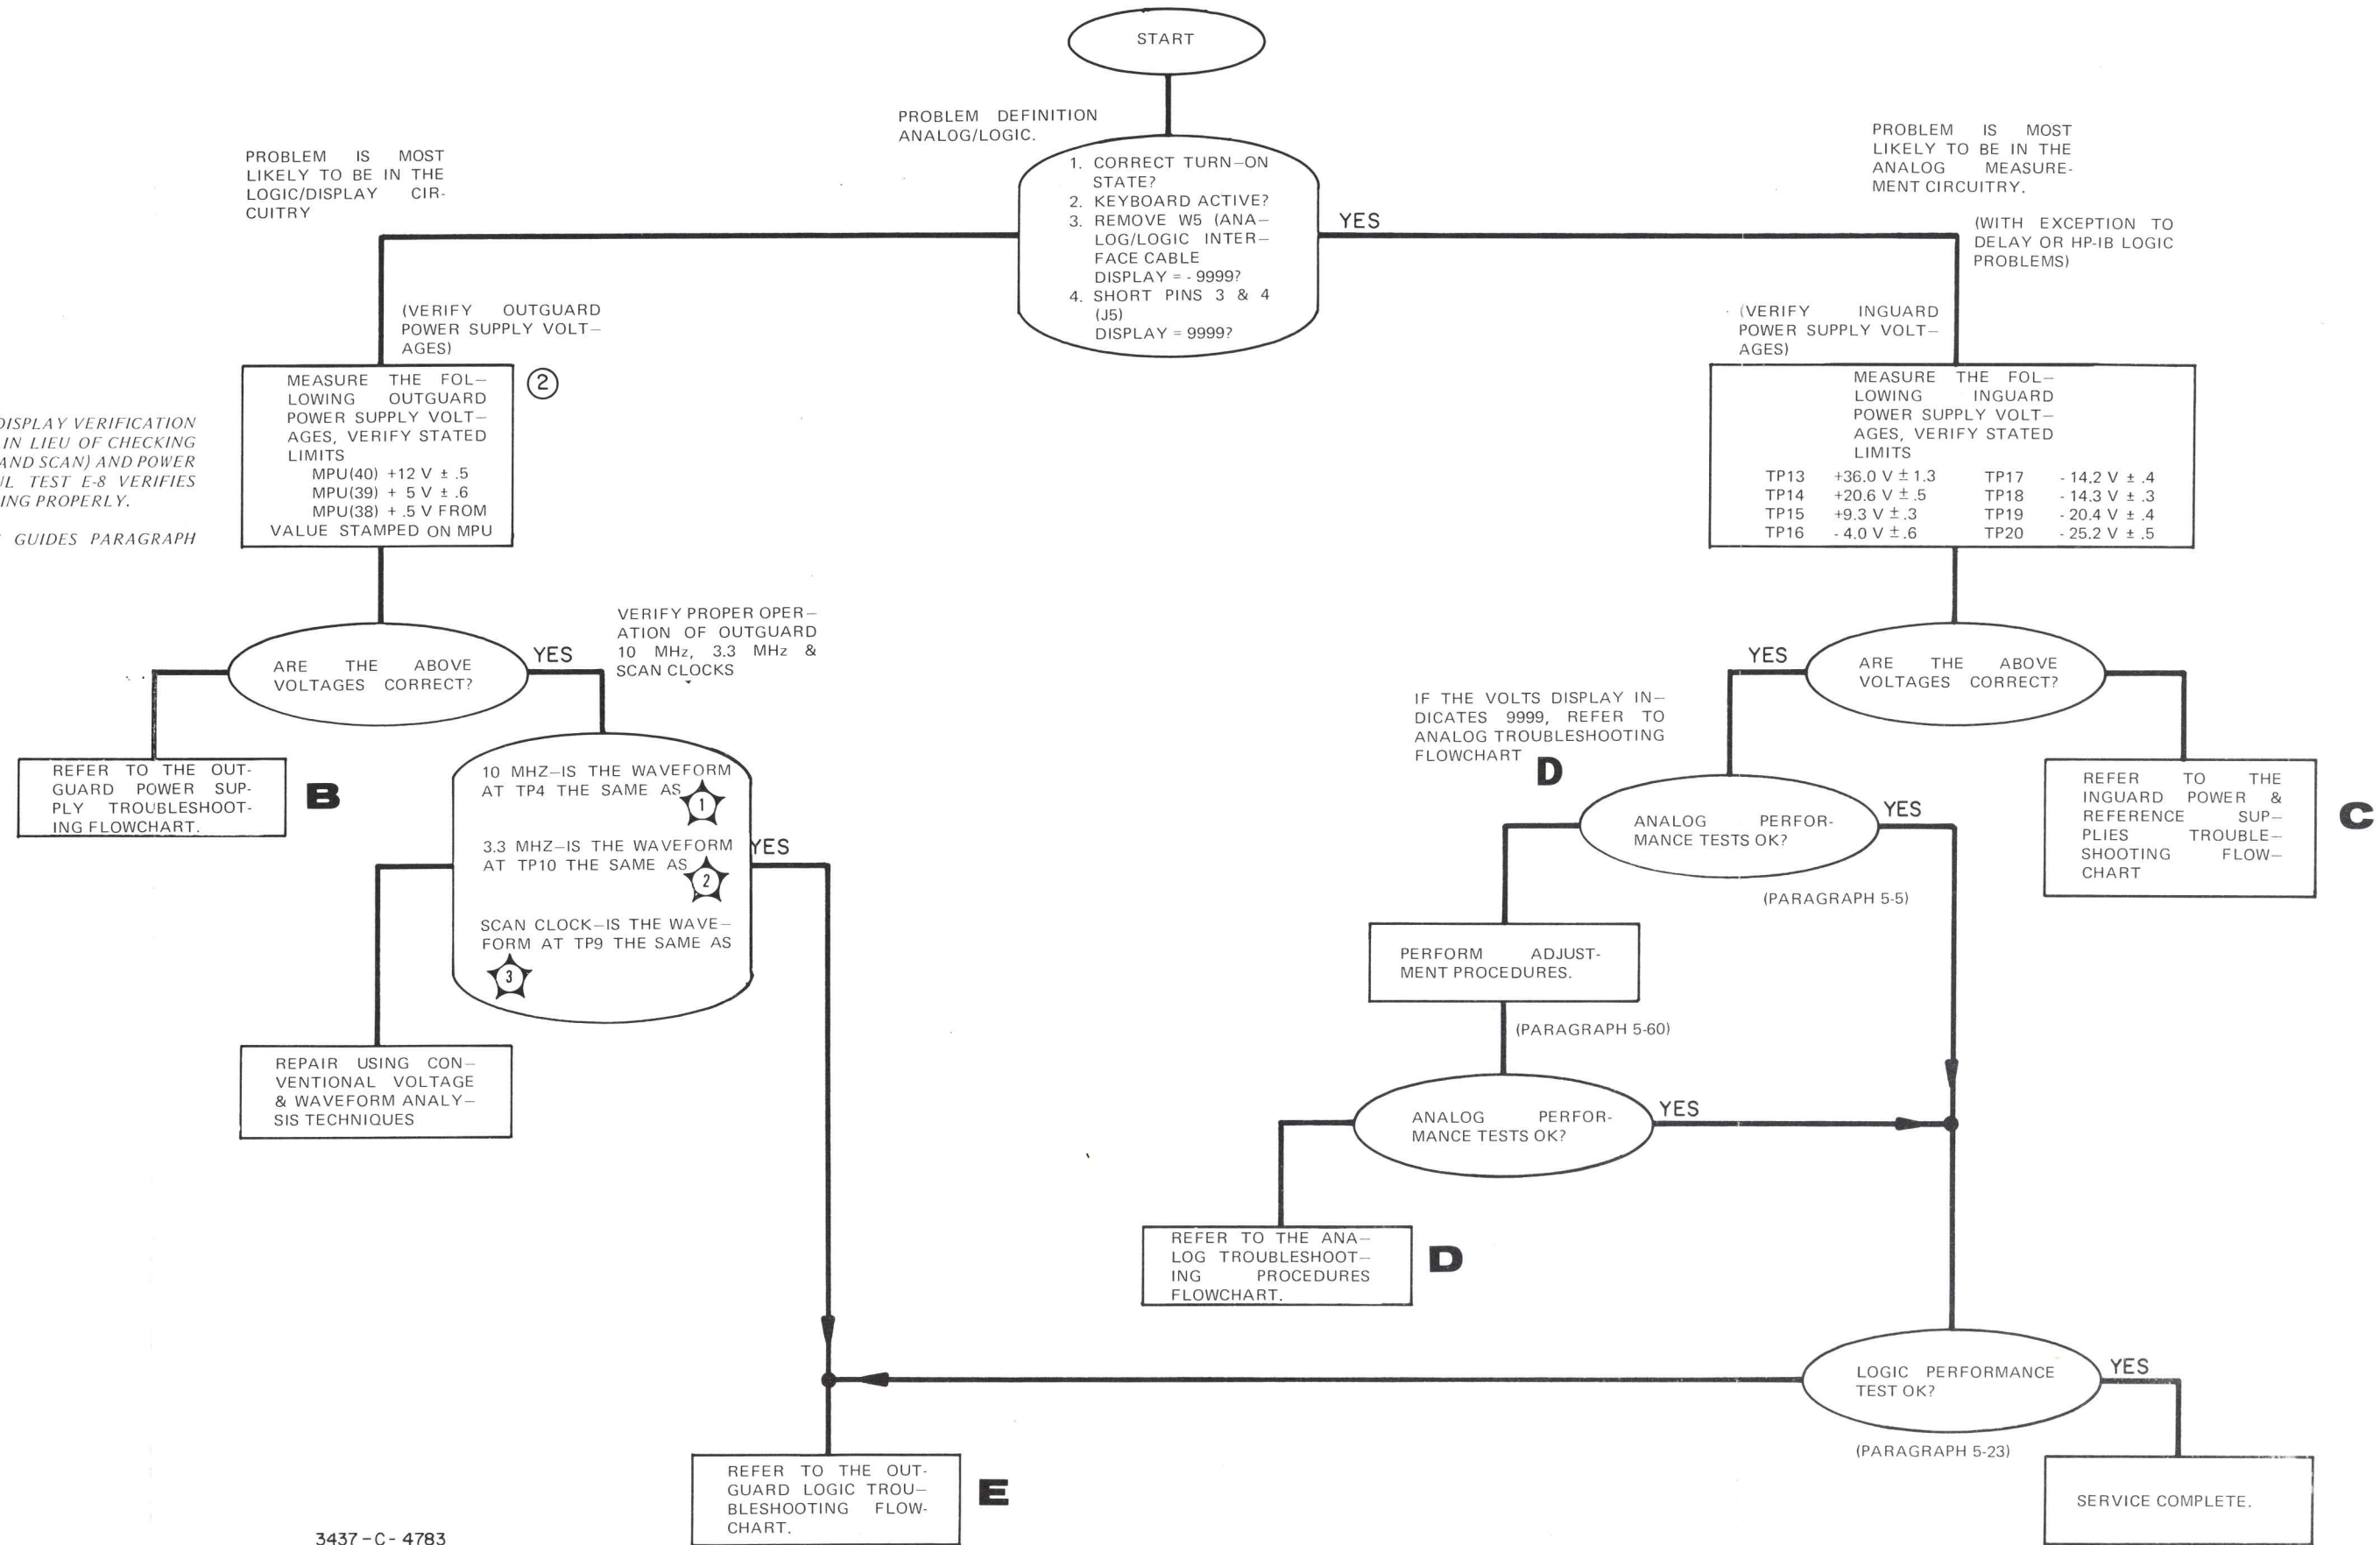 START
PROBLEM DEFINITION
ANALOG/LOGIC.
1. CORRECT TURN–ON
STATE?
2. KEYBOARD ACTIVE?
3. REMOVE W5 (ANA–
LOG/LOGIC INTER–
FACE CABLE
DISPLAY = - 9999?
4. SHORT PINS 3 & 4
(J5)
DISPLAY = 9999?
YES
PROBLEM IS MOST
LIKELY TO BE IN THE
LOGIC/DISPLAY CIR-
CUITRY
(VERIFY OUTGUARD
POWER SUPPLY VOLT–
AGES)
MEASURE THE FOL–
LOWING OUTGUARD
POWER SUPPLY VOLT–
AGES, VERIFY STATED
LIMITS
MPU(40) +12 V ± .5
MPU(39) + 5 V ± .6
MPU(38) + .5 V FROM
VALUE STAMPED ON MPU
2
DISPLAY VERIFICATION
IN LIEU OF CHECKING
AND SCAN) AND POWER
UL TEST E-8 VERIFIES
ING PROPERLY.
GUIDES PARAGRAPH
ARE THE ABOVE
VOLTAGES CORRECT?
YES
VERIFY PROPER OPER–
ATION OF OUTGUARD
10 MHz, 3.3 MHz &
SCAN CLOCKS
REFER TO THE OUT-
GUARD POWER SUP-
PLY TROUBLESHOOT-
ING FLOWCHART.
B
10 MHZ–IS THE WAVEFORM
AT TP4 THE SAME AS 1
3.3 MHZ–IS THE WAVEFORM
AT TP10 THE SAME AS 2
SCAN CLOCK–IS THE WAVE–
FORM AT TP9 THE SAME AS
3
YES
REPAIR USING CON–
VENTIONAL VOLTAGE
& WAVEFORM ANALY–
SIS TECHNIQUES
PROBLEM IS MOST
LIKELY TO BE IN THE
ANALOG MEASURE-
MENT CIRCUITRY.
(WITH EXCEPTION TO
DELAY OR HP-IB LOGIC
PROBLEMS)
(VERIFY INGUARD
POWER SUPPLY VOLT–
AGES)
MEASURE THE FOL–
LOWING INGUARD
POWER SUPPLY VOLT–
AGES, VERIFY STATED
LIMITS
TP13 +36.0 V ± 1.3 TP17 - 14.2 V ± .4
TP14 +20.6 V ± .5 TP18 - 14.3 V ± .3
TP15 +9.3 V ± .3 TP19 - 20.4 V ± .4
TP16 - 4.0 V ± .6 TP20 - 25.2 V ± .5
YES
ARE THE ABOVE
VOLTAGES CORRECT?
IF THE VOLTS DISPLAY IN–
DICATES 9999, REFER TO
ANALOG TROUBLESHOOTING
FLOWCHART
D
REFER TO THE
INGUARD POWER &
REFERENCE SUP–
PLIES TROUBLE–
SHOOTING FLOW–
CHART
C
ANALOG PERFOR-
MANCE TESTS OK?
YES
(PARAGRAPH 5-5)
PERFORM ADJUST-
MENT PROCEDURES.
(PARAGRAPH 5-60)
ANALOG PERFOR-
MANCE TESTS OK?
YES
REFER TO THE ANA–
LOG TROUBLESHOOT–
ING PROCEDURES
FLOWCHART.
D
LOGIC PERFORMANCE
TEST OK?
YES
(PARAGRAPH 5-23)
SERVICE COMPLETE.
REFER TO THE OUT-
GUARD LOGIC TROU–
BLESHOOTING FLOW-
CHART.
E
3437-C-4783